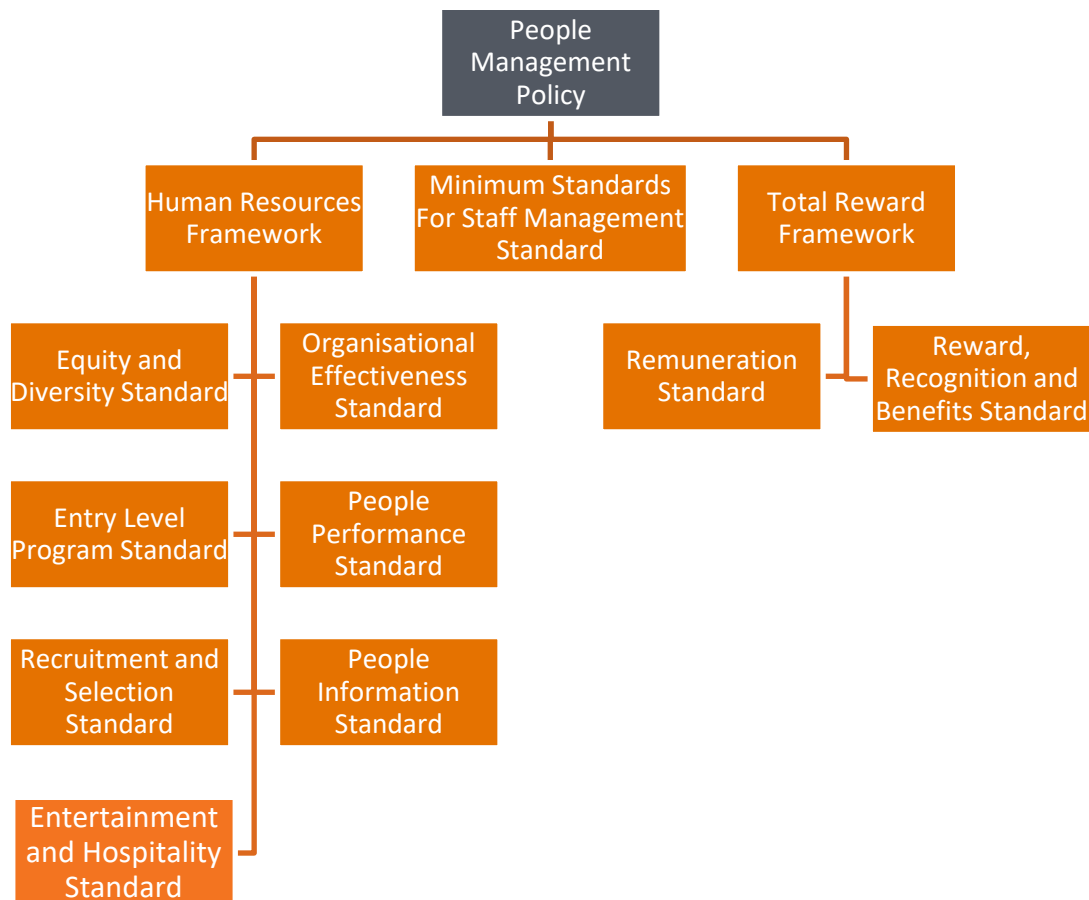 People
Management
Policy
Human Resources
Framework
Minimum Standards
For Staff Management
Standard
Total Reward
Framework
Equity and
Diversity Standard
Organisational
Effectiveness
Standard
Remuneration
Standard
Reward,
Recognition and
Benefits Standard
Entry Level
Program Standard
People
Performance
Standard
Recruitment and
Selection
Standard
People
Information
Standard
Entertainment
and Hospitality
Standard